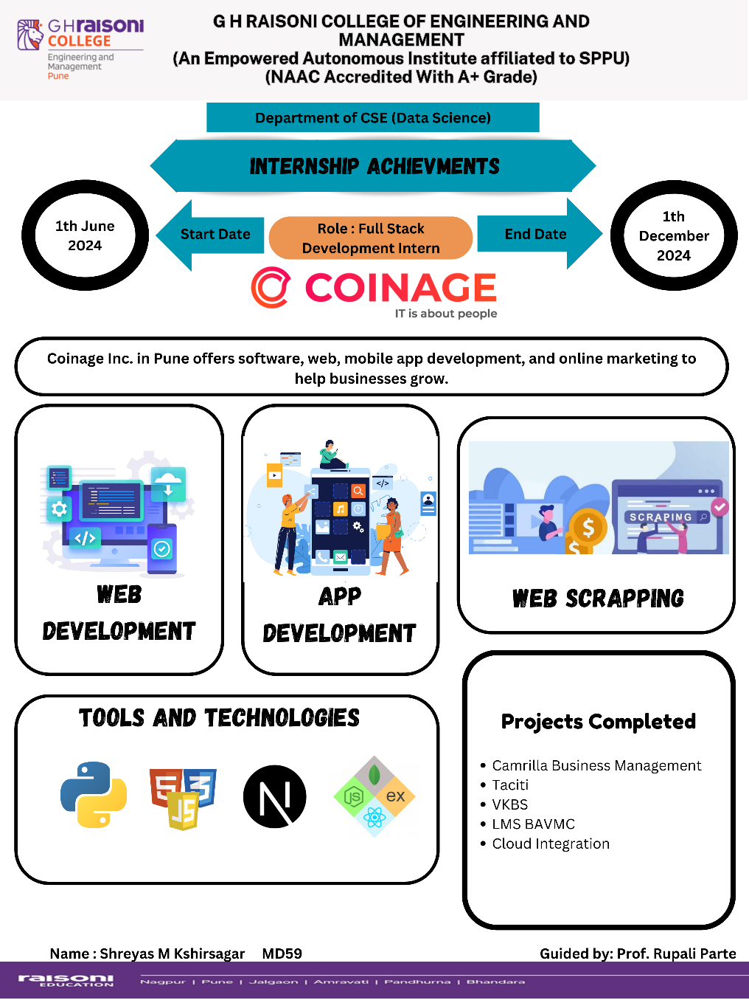 GHraisoni
COLLEGE
Engineering and
Management
Pune
G H RAISONI COLLEGE OF ENGINEERING AND
MANAGEMENT
(An Empowered Autonomous Institute affiliated to SPPU)
(NAAC Accredited With A+ Grade)
Department of CSE (Data Science)
INTERNSHIP ACHIEVMENTS
1th June
2024
Start Date
Role : Full Stack
Development Intern
End Date
1th
December
2024
COINAGE
IT is about people
Coinage Inc. in Pune offers software, web, mobile app development, and online marketing to
help businesses grow.
</>
WEB
DEVELOPMENT
</>
APP
DEVELOPMENT
SCRAPING
WEB SCRAPPING
TOOLS AND TECHNOLOGIES
5 3
JS
N
JS
ex
Projects Completed
• Camrilla Business Management
• Taciti
• VKBS
• LMS BAVMC
• Cloud Integration
Name : Shreyas M Kshirsagar MD59
Guided by: Prof. Rupali Parte
raisoni
EDUCATION
Nagpur | Pune | Jalgaon | Amravati | Pandhurna | Bhandara